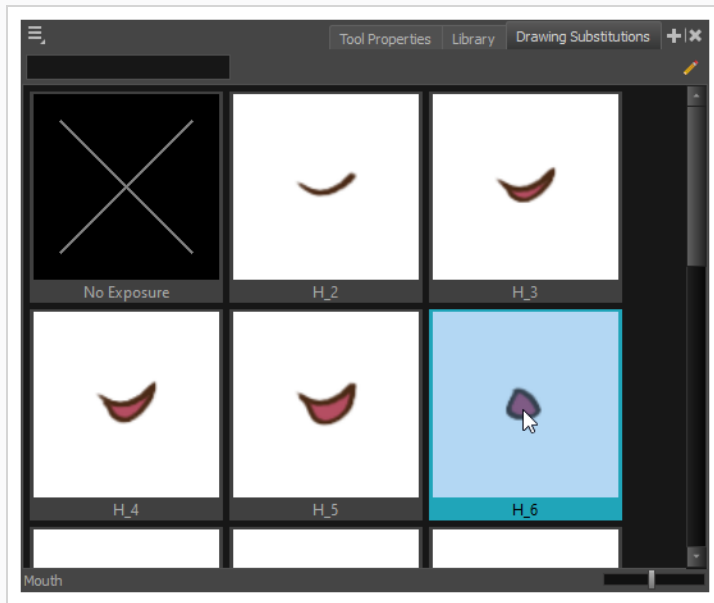 Tool Properties Library Drawing Substitutions
No Exposure H_2 H_3
H_4 H_5 H_6
Mouth